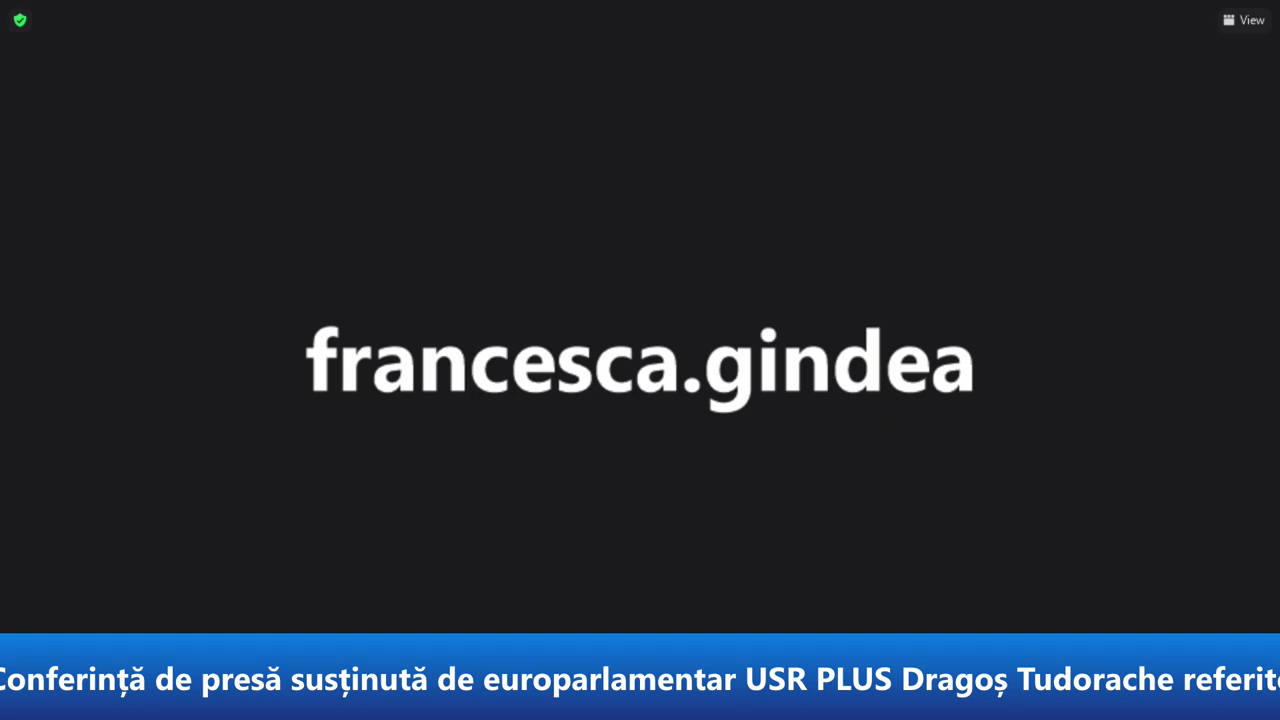 View
francesca.gindea
Conferință de presă susținută de europarlamentar USR PLUS Dragoș Tudorache